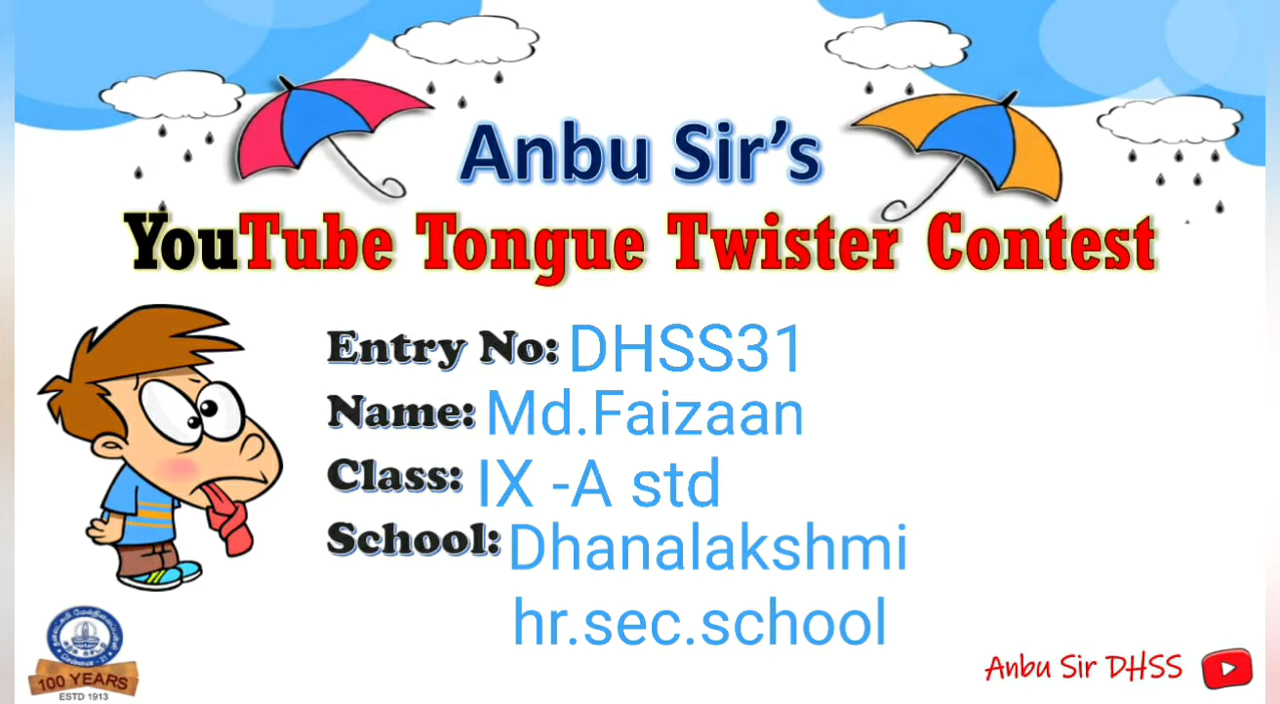 Anbu Sir's
YouTube Tongue Twister Contest
Entry No: DHSS31
Name: Md.Faizaan
Class: IX -A std
School: Dhanalakshmi
hr.sec.school
100 YEARS
ESTD 1913
Anbu Sir DHSS